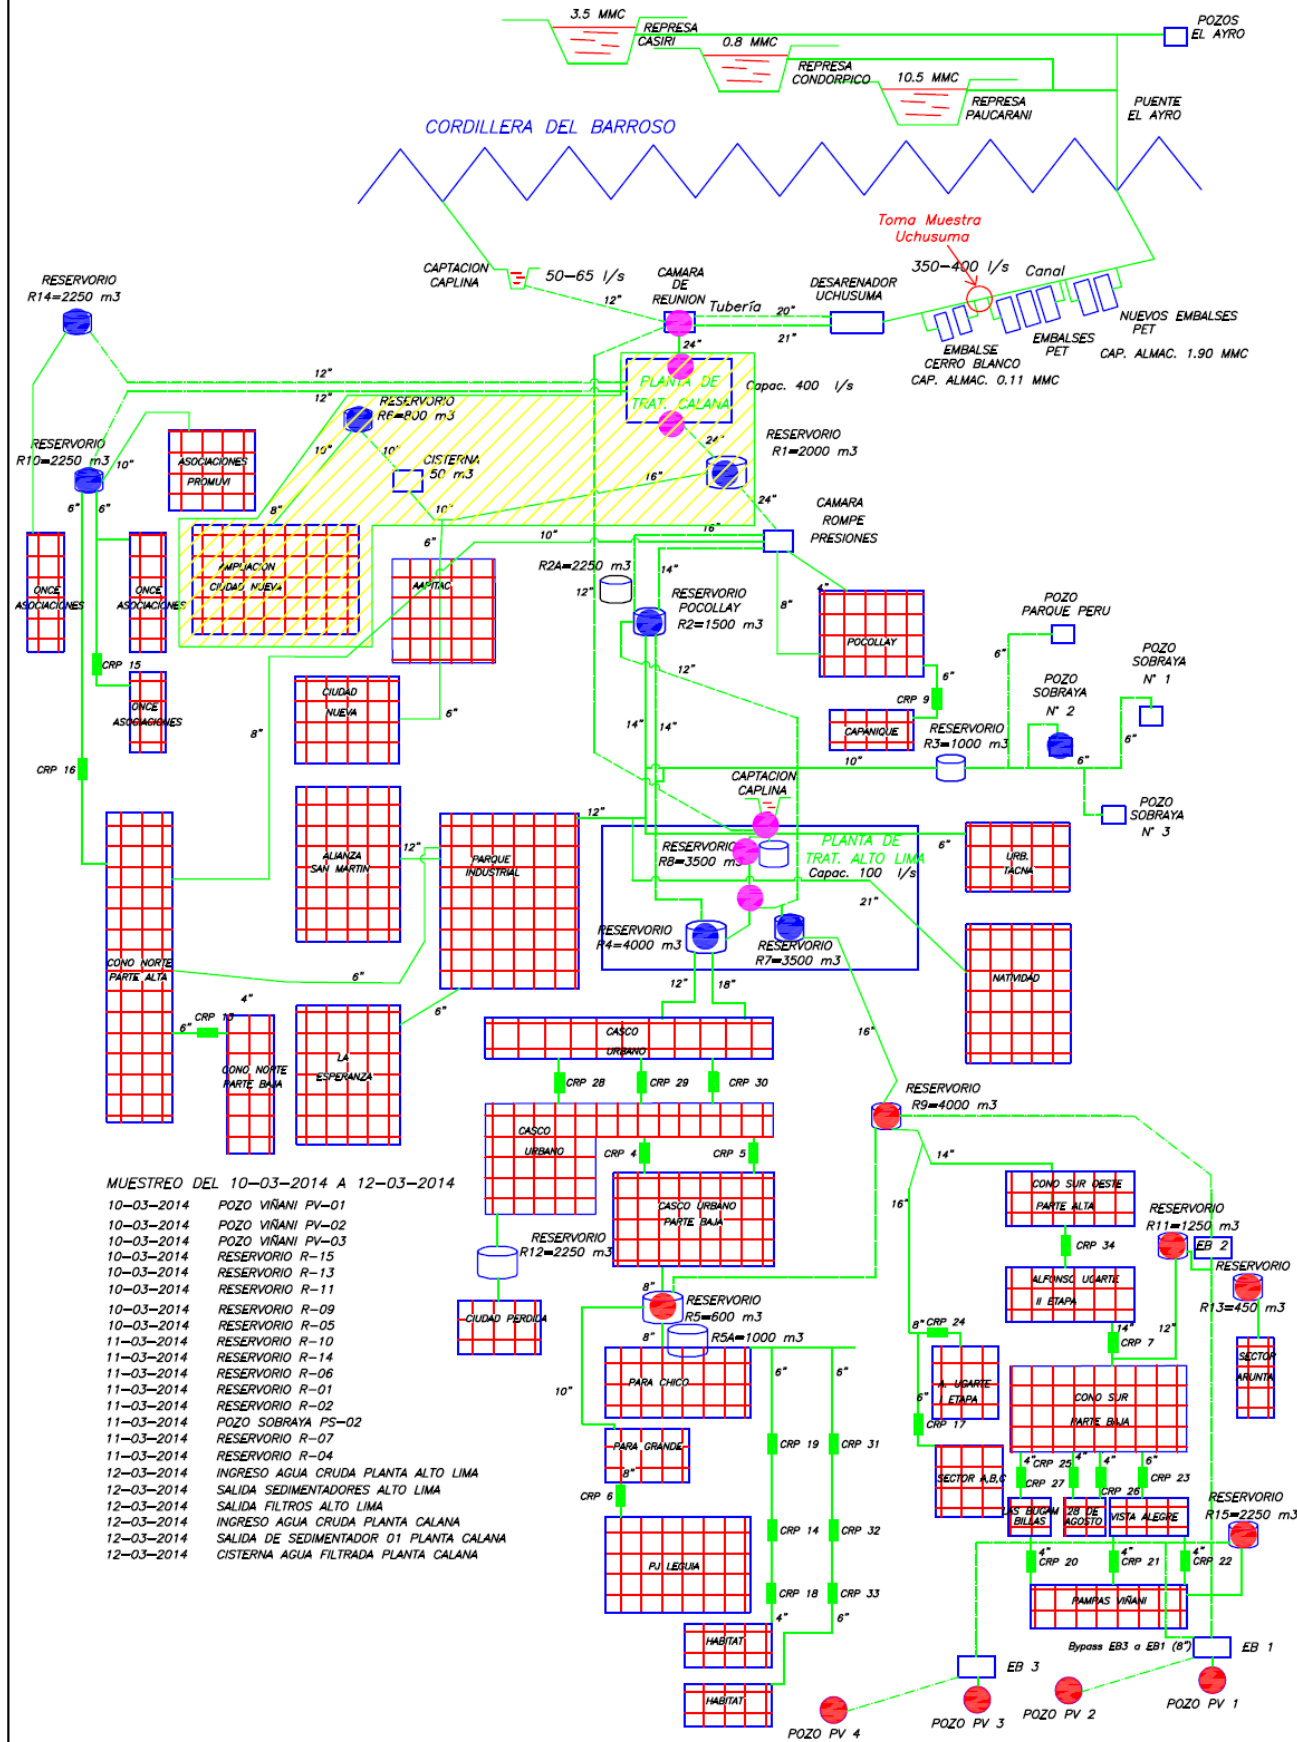 3.5 MMC
REPRESA
CASIRI
0.8 MMC
REPRESA
CONDORPICO
10.5 MMC
REPRESA
PAUCARANI
POZOS
EL AYRO
PUENTE
EL AYRO
CORDILLERA DEL BARROSO
Toma Muestra
Uchusuma
350-400 l/s
Canal
CAPTACION
CAPLINA
50-65 l/s
12"
CAMARA
DE
REUNION
Tubería
20"
21"
24"
DESARENADOR
UCHUSUMA
EMBALSE
CERRO BLANCO
CAP. ALMAC. 0.11 MMC
EMBALSES
PET
NUEVOS EMBALSES
PET
CAP. ALMAC. 1.90 MMC
RESERVORIO
R14=2250 m3
12"
12"
PLANTA DE
TRAT. CALANA
Capac. 400 l/s
RESERVORIO
R6=800 m3
RESERVORIO
R10=2250 m3
10"
6"
6"
ASOCIACIONES
PROMUVI
10"
10"
CISTERNA
50 m3
10"
8"
24"
RESERVORIO
R1=2000 m3
16"
24"
CAMARA
ROMPE
PRESIONES
16"
10"
6"
ONCE
ASOCIACIONES
ONCE
ASOCIACIONES
CRP 15
ONCE
ASOCIACIONES
AMPLIACION
CIUDAD NUEVA
AAPITAC
R2A=2250 m3
12"
14"
RESERVORIO
POCOLLAY
R2=1500 m3
8"
4"
POCOLLAY
6"
CRP 9
CAPANIQUE
POZO
PARQUE PERU
6"
POZO
SOBRAYA
N° 1
POZO
SOBRAYA
N° 2
6"
6"
POZO
SOBRAYA
N° 3
RESERVORIO
R3=1000 m3
10"
12"
14"
14"
CIUDAD
NUEVA
6"
8"
CRP 16
CAPTACION
CAPLINA
12"
PLANTA DE
TRAT. ALTO LIMA
Capac. 100 l/s
RESERVORIO
R8=3500 m3
6"
URB.
TACNA
21"
NATIVIDAD
ALIANZA
SAN MARTIN
12"
PARQUE
INDUSTRIAL
RESERVORIO
R4=4000 m3
RESERVORIO
R7=3500 m3
12"
18"
16"
CONO NORTE
PARTE ALTA
6"
6"
4"
6"
CRP 13
CONO NORTE
PARTE BAJA
LA
ESPERANZA
CASCO
URBANO
CRP 28
CRP 29
CRP 30
CASCO
URBANO
CRP 4
CRP 5
CASCO URBANO
PARTE BAJA
RESERVORIO
R9=4000 m3
14"
16"
CONO SUR OESTE
PARTE ALTA
CRP 34
ALFONSO UGARTE
II ETAPA
RESERVORIO
R11=1250 m3
EB 2
RESERVORIO
R13=450 m3
14"
CRP 7
12"
SECTOR
ARUNTA
MUESTREO DEL 10-03-2014 A 12-03-2014
10-03-2014 POZO VIÑANI PV-01
10-03-2014 POZO VIÑANI PV-02
10-03-2014 POZO VIÑANI PV-03
10-03-2014 RESERVORIO R-15
10-03-2014 RESERVORIO R-13
10-03-2014 RESERVORIO R-11
10-03-2014 RESERVORIO R-09
10-03-2014 RESERVORIO R-05
11-03-2014 RESERVORIO R-10
11-03-2014 RESERVORIO R-14
11-03-2014 RESERVORIO R-06
11-03-2014 RESERVORIO R-01
11-03-2014 RESERVORIO R-02
11-03-2014 POZO SOBRAYA PS-02
11-03-2014 RESERVORIO R-07
11-03-2014 RESERVORIO R-04
12-03-2014 INGRESO AGUA CRUDA PLANTA ALTO LIMA
12-03-2014 SALIDA SEDIMENTADORES ALTO LIMA
12-03-2014 SALIDA FILTROS ALTO LIMA
12-03-2014 INGRESO AGUA CRUDA PLANTA CALANA
12-03-2014 SALIDA DE SEDIMENTADOR 01 PLANTA CALANA
12-03-2014 CISTERNA AGUA FILTRADA PLANTA CALANA
RESERVORIO
R12=2250 m3
CIUDAD PERDIDA
8"
RESERVORIO
R5=600 m3
8"
R5A=1000 m3
10"
PARA CHICO
PARA GRANDE
8"
CRP 6
PJ LEGUIA
6"
6"
CRP 19
CRP 31
CRP 14
CRP 32
CRP 18
CRP 33
4"
6"
HABITAT
HABITAT
8"
CRP 24
A. UGARTE
I ETAPA
6"
CRP 17
SECTOR A,B,C
CONO SUR
PARTE BAJA
4"
CRP 25
4"
6"
CRP 27
CRP 26
CRP 23
LAS BUGAM
BILLAS
28 DE
AGOSTO
VISTA ALEGRE
RESERVORIO
R15=2250 m3
4"
CRP 20
4"
CRP 21
4"
CRP 22
PAMPAS VIÑANI
Bypass EB3 a EB1 (8")
EB 1
EB 3
POZO PV 4
POZO PV 3
POZO PV 2
POZO PV 1